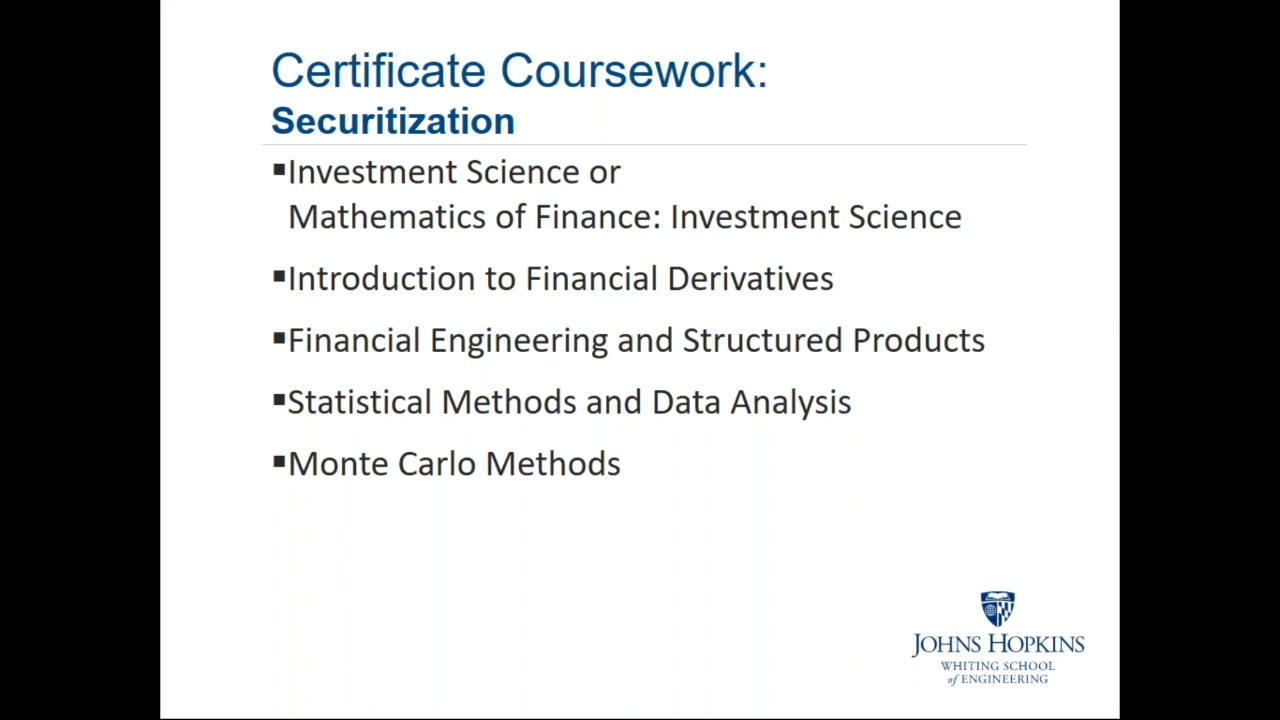 Certificate Coursework:
Securitization
▪Investment Science or
Mathematics of Finance: Investment Science
▪Introduction to Financial Derivatives
▪Financial Engineering and Structured Products
▪Statistical Methods and Data Analysis
▪Monte Carlo Methods
JOHNS HOPKINS
WHITING SCHOOL
of ENGINEERING